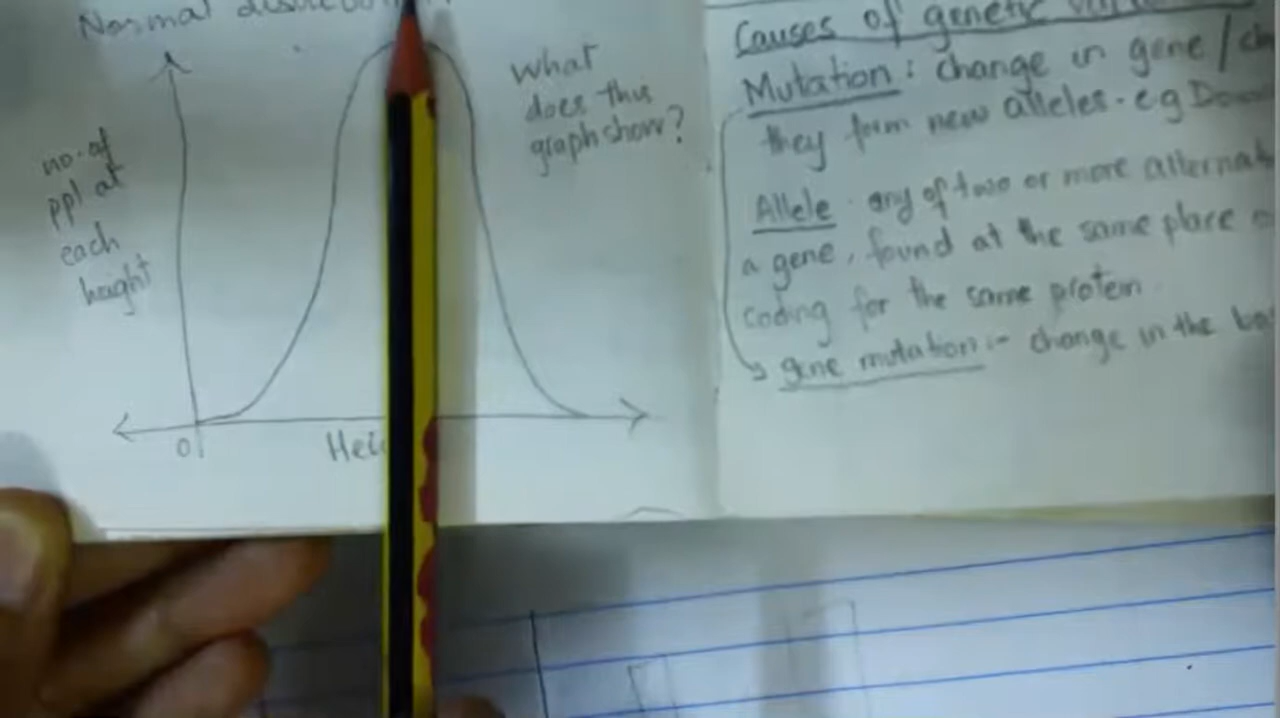 Normal
no. of
ppl at
each
height
What
does this
graph show?
0
Causes of genetic
Mutation: change in gene /
they form new alleles. e.g
Allele: any of two or more
a gene, found at the same place
coding for the same protein.
gene mutation:- change in the